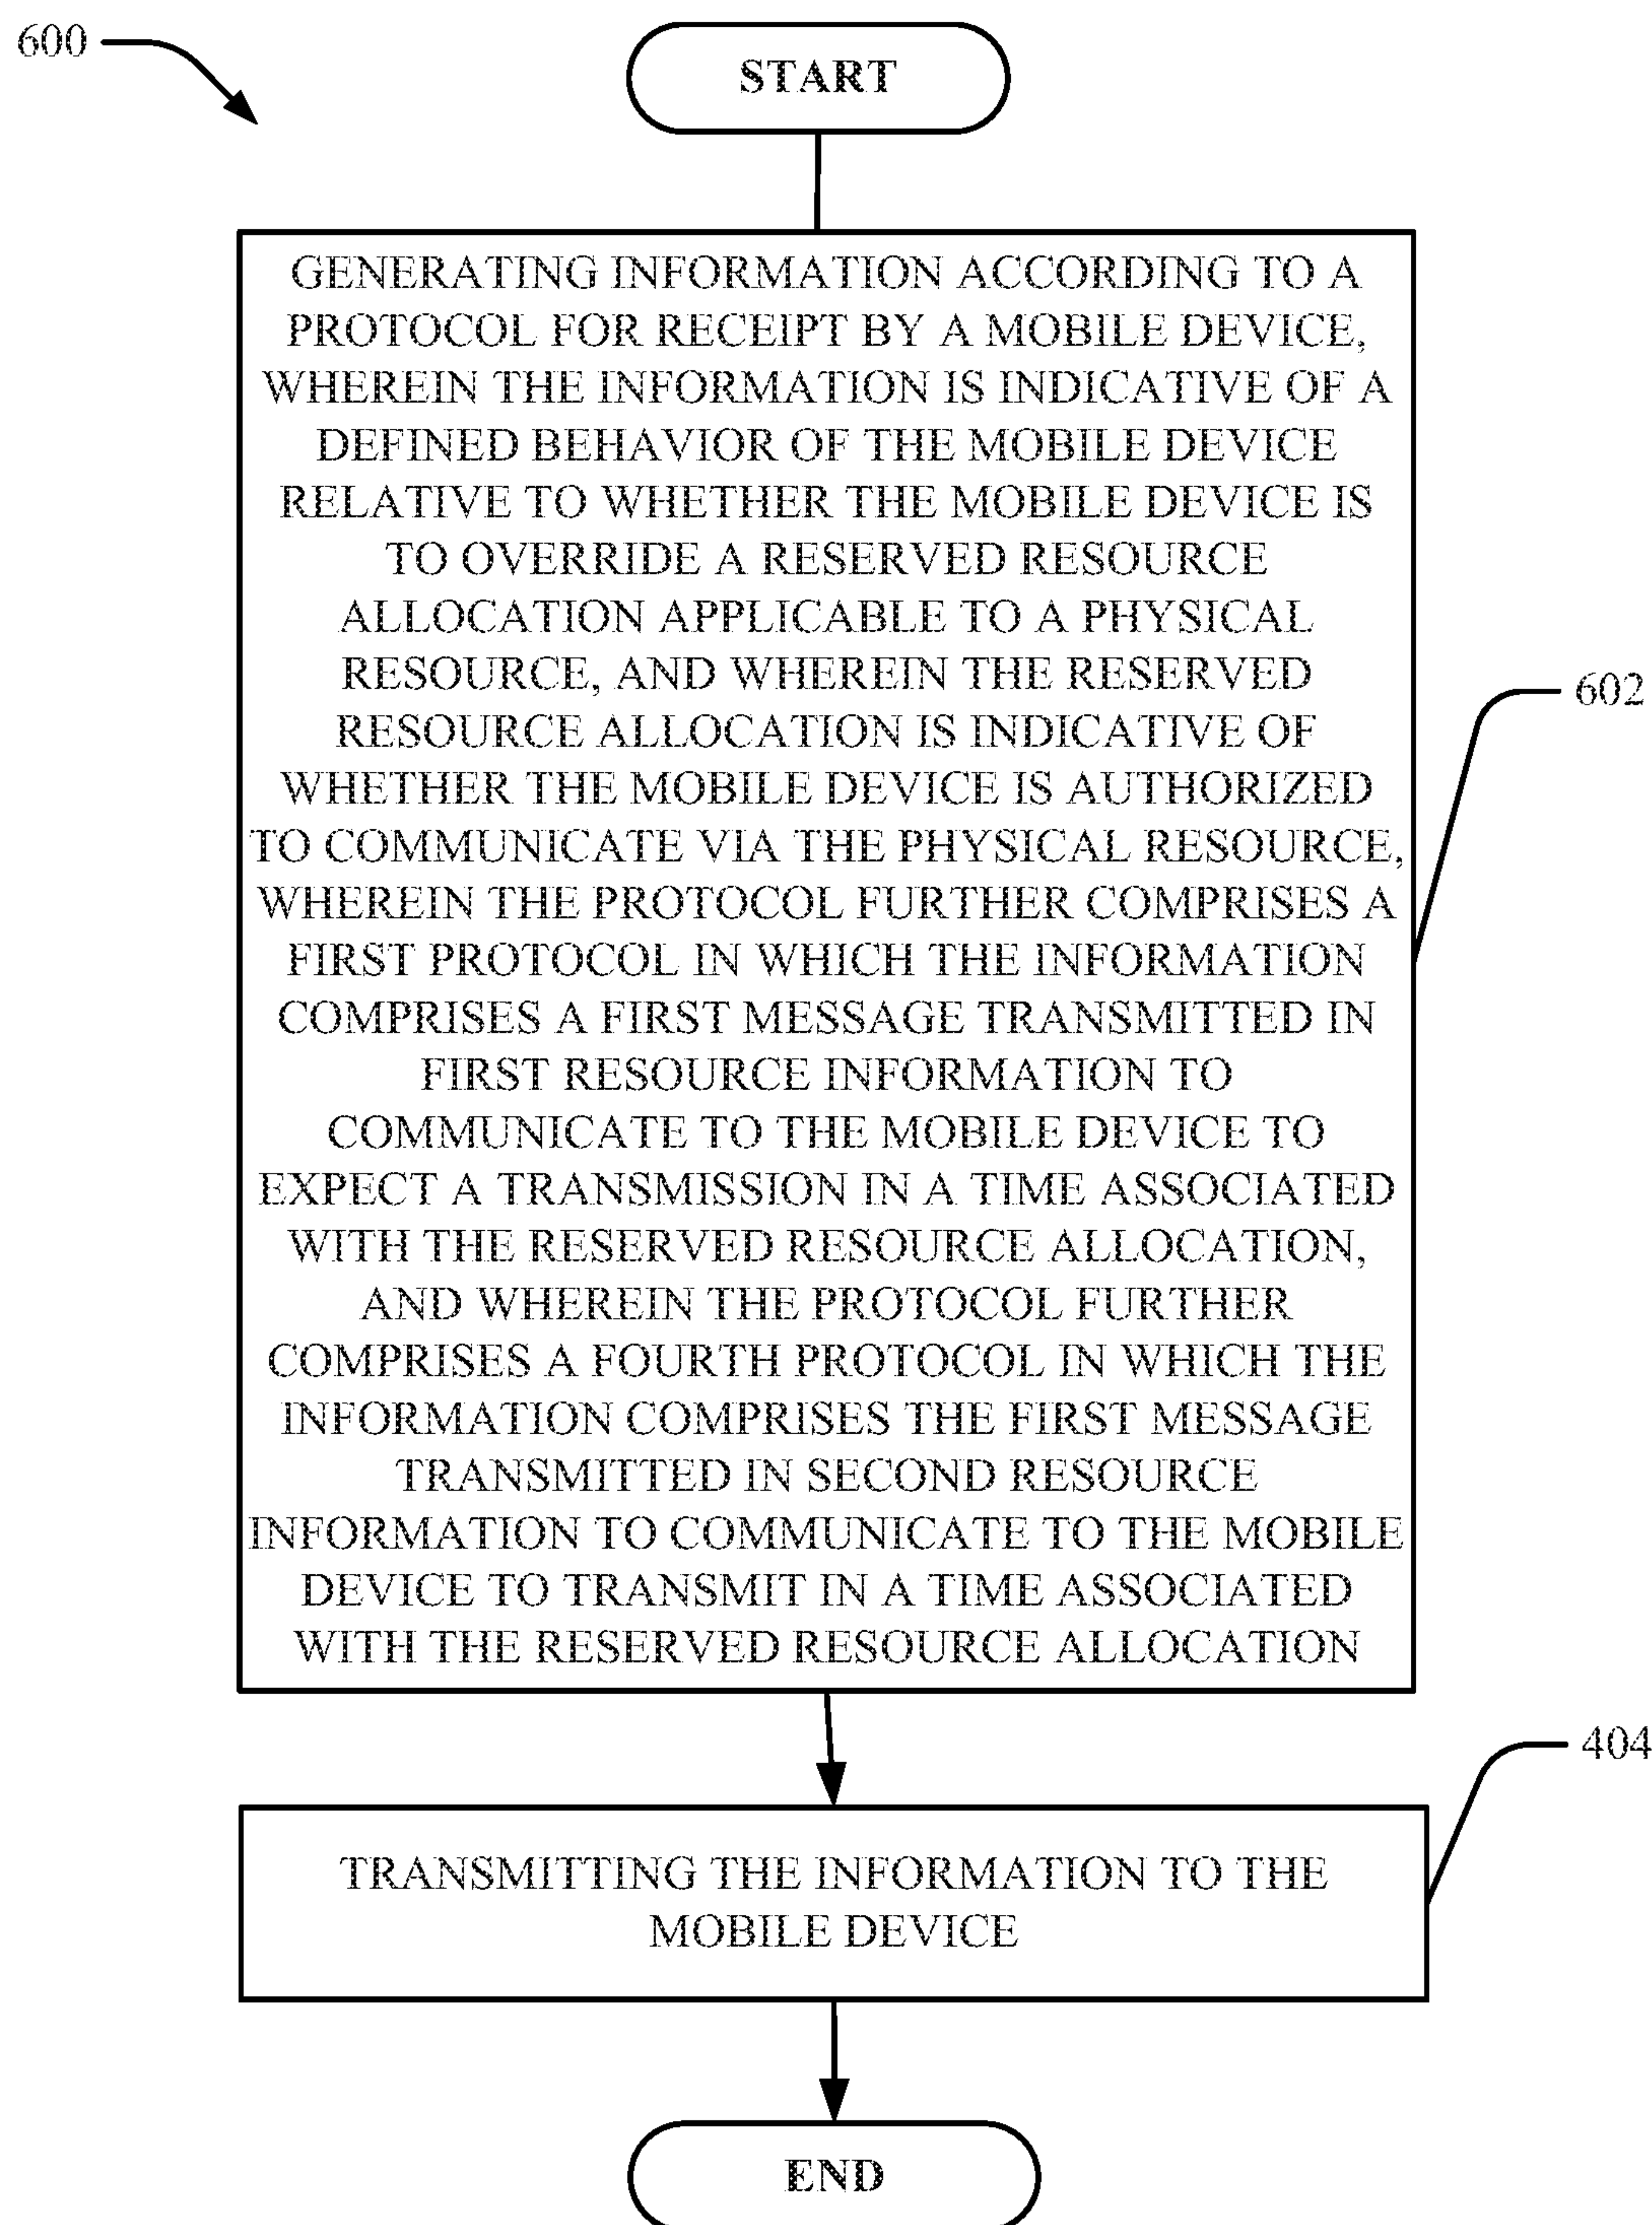 600
START
GENERATING INFORMATION ACCORDING TO A
PROTOCOL FOR RECEIPT BY A MOBILE DEVICE,
WHEREIN THE INFORMATION IS INDICATIVE OF A
DEFINED BEHAVIOR OF THE MOBILE DEVICE
RELATIVE TO WHETHER THE MOBILE DEVICE IS
TO OVERRIDE A RESERVED RESOURCE
ALLOCATION APPLICABLE TO A PHYSICAL
RESOURCE, AND WHEREIN THE RESERVED
RESOURCE ALLOCATION IS INDICATIVE OF
WHETHER THE MOBILE DEVICE IS AUTHORIZED
TO COMMUNICATE VIA THE PHYSICAL RESOURCE,
WHEREIN THE PROTOCOL FURTHER COMPRISES A
FIRST PROTOCOL IN WHICH THE INFORMATION
COMPRISES A FIRST MESSAGE TRANSMITTED IN
FIRST RESOURCE INFORMATION TO
COMMUNICATE TO THE MOBILE DEVICE TO
EXPECT A TRANSMISSION IN A TIME ASSOCIATED
WITH THE RESERVED RESOURCE ALLOCATION,
AND WHEREIN THE PROTOCOL FURTHER
COMPRISES A FOURTH PROTOCOL IN WHICH THE
INFORMATION COMPRISES THE FIRST MESSAGE
TRANSMITTED IN SECOND RESOURCE
INFORMATION TO COMMUNICATE TO THE MOBILE
DEVICE TO TRANSMIT IN A TIME ASSOCIATED
WITH THE RESERVED RESOURCE ALLOCATION
602
TRANSMITTING THE INFORMATION TO THE
MOBILE DEVICE
404
END